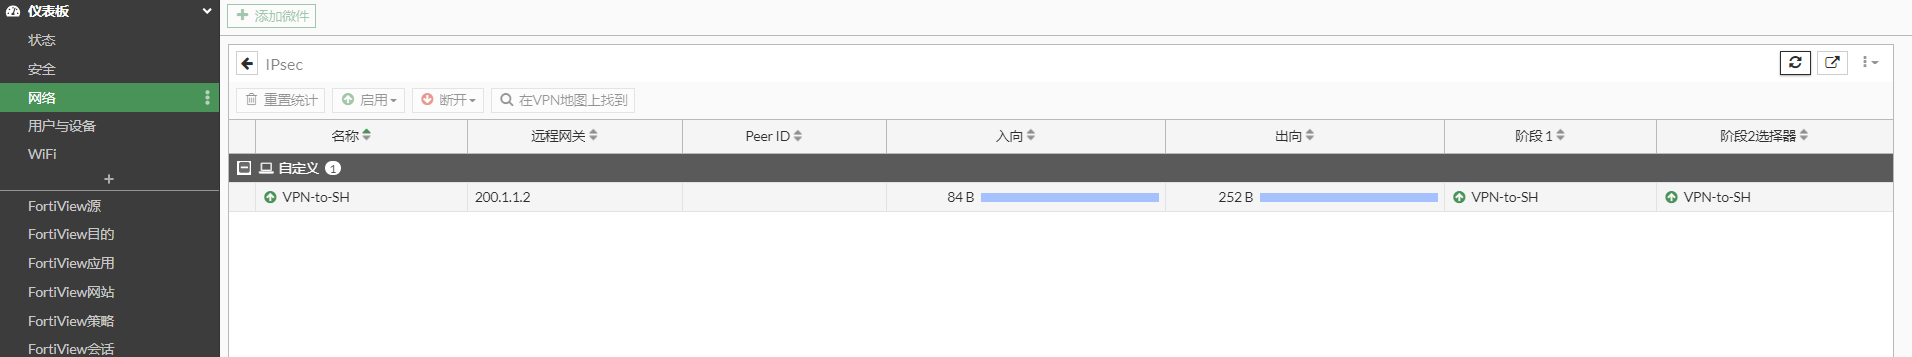 仪表板
状态
安全
网络
用户与设备
WiFi
FortiView源
FortiView目的
FortiView应用
FortiView网站
FortiView策略
FortiView会话
添加微件
IPsec
重置统计 启用 断开 在VPN地图上找到
名称 远程网关 Peer ID 入向 出向 阶段 1 阶段2选择器
自定义 1
VPN-to-SH 200.1.1.2 84 B 252 B VPN-to-SH VPN-to-SH